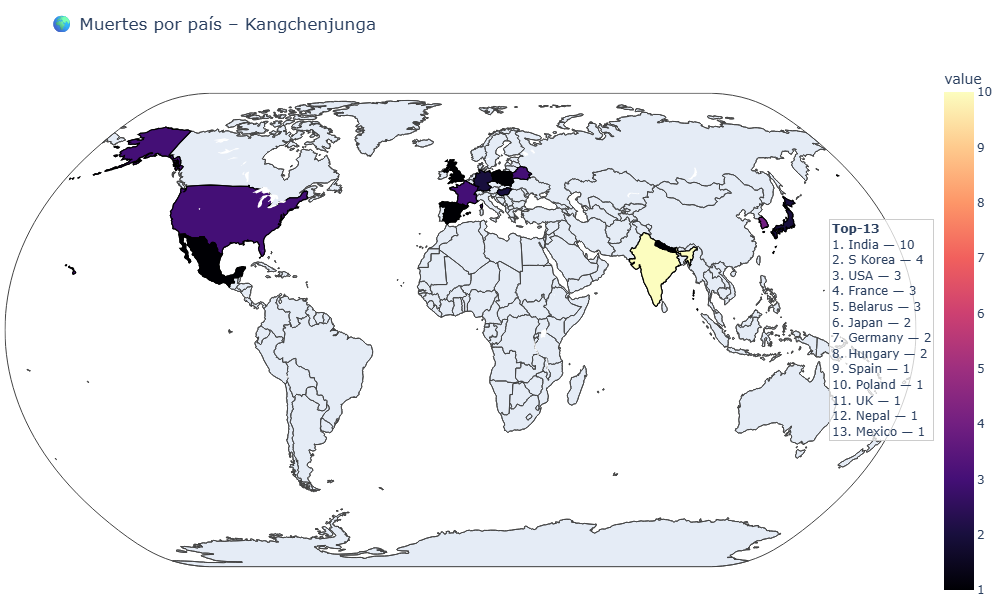 🌍 Muertes por país – Kangchenjunga
value
10
9
8
7
6
5
4
3
2
1
Top-13
1. India — 10
2. S Korea — 4
3. USA — 3
4. France — 3
5. Belarus — 3
6. Japan — 2
7. Germany — 2
8. Hungary — 2
9. Spain — 1
10. Poland — 1
11. UK — 1
12. Nepal — 1
13. Mexico — 1